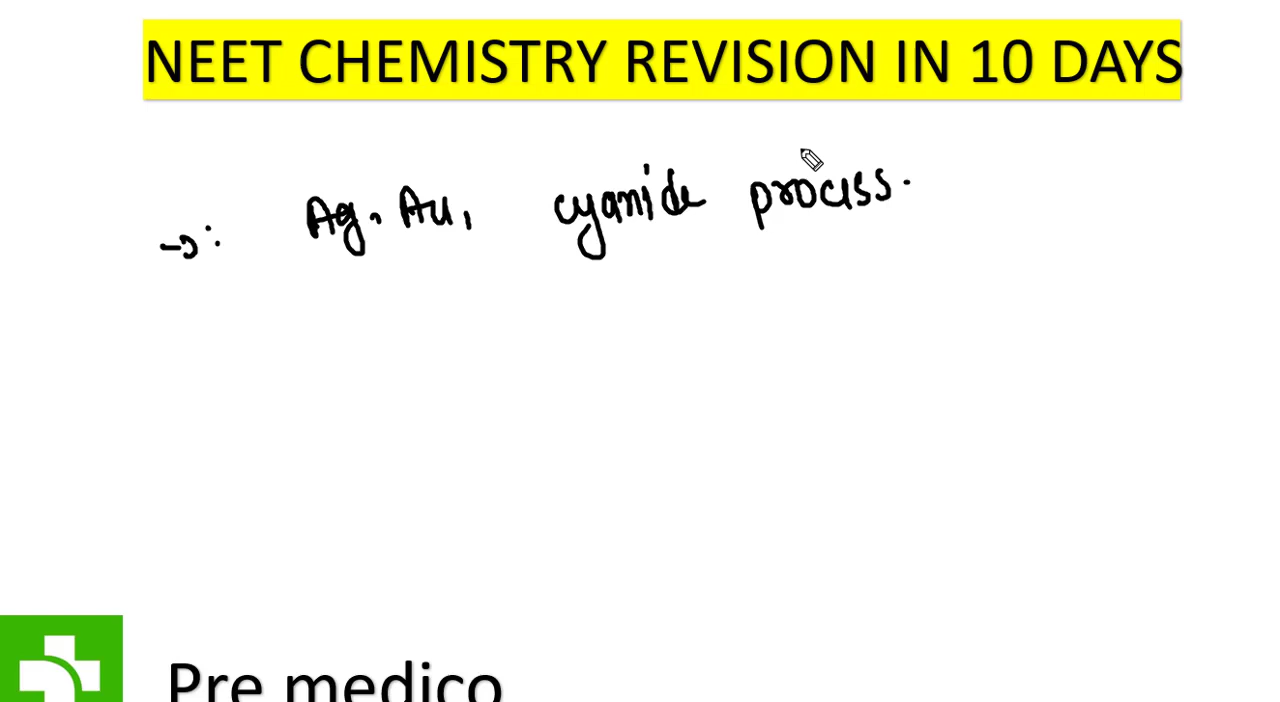 NEET CHEMISTRY REVISION IN 10 DAYS
→: Ag, Au, cyanide process.
Pre medico